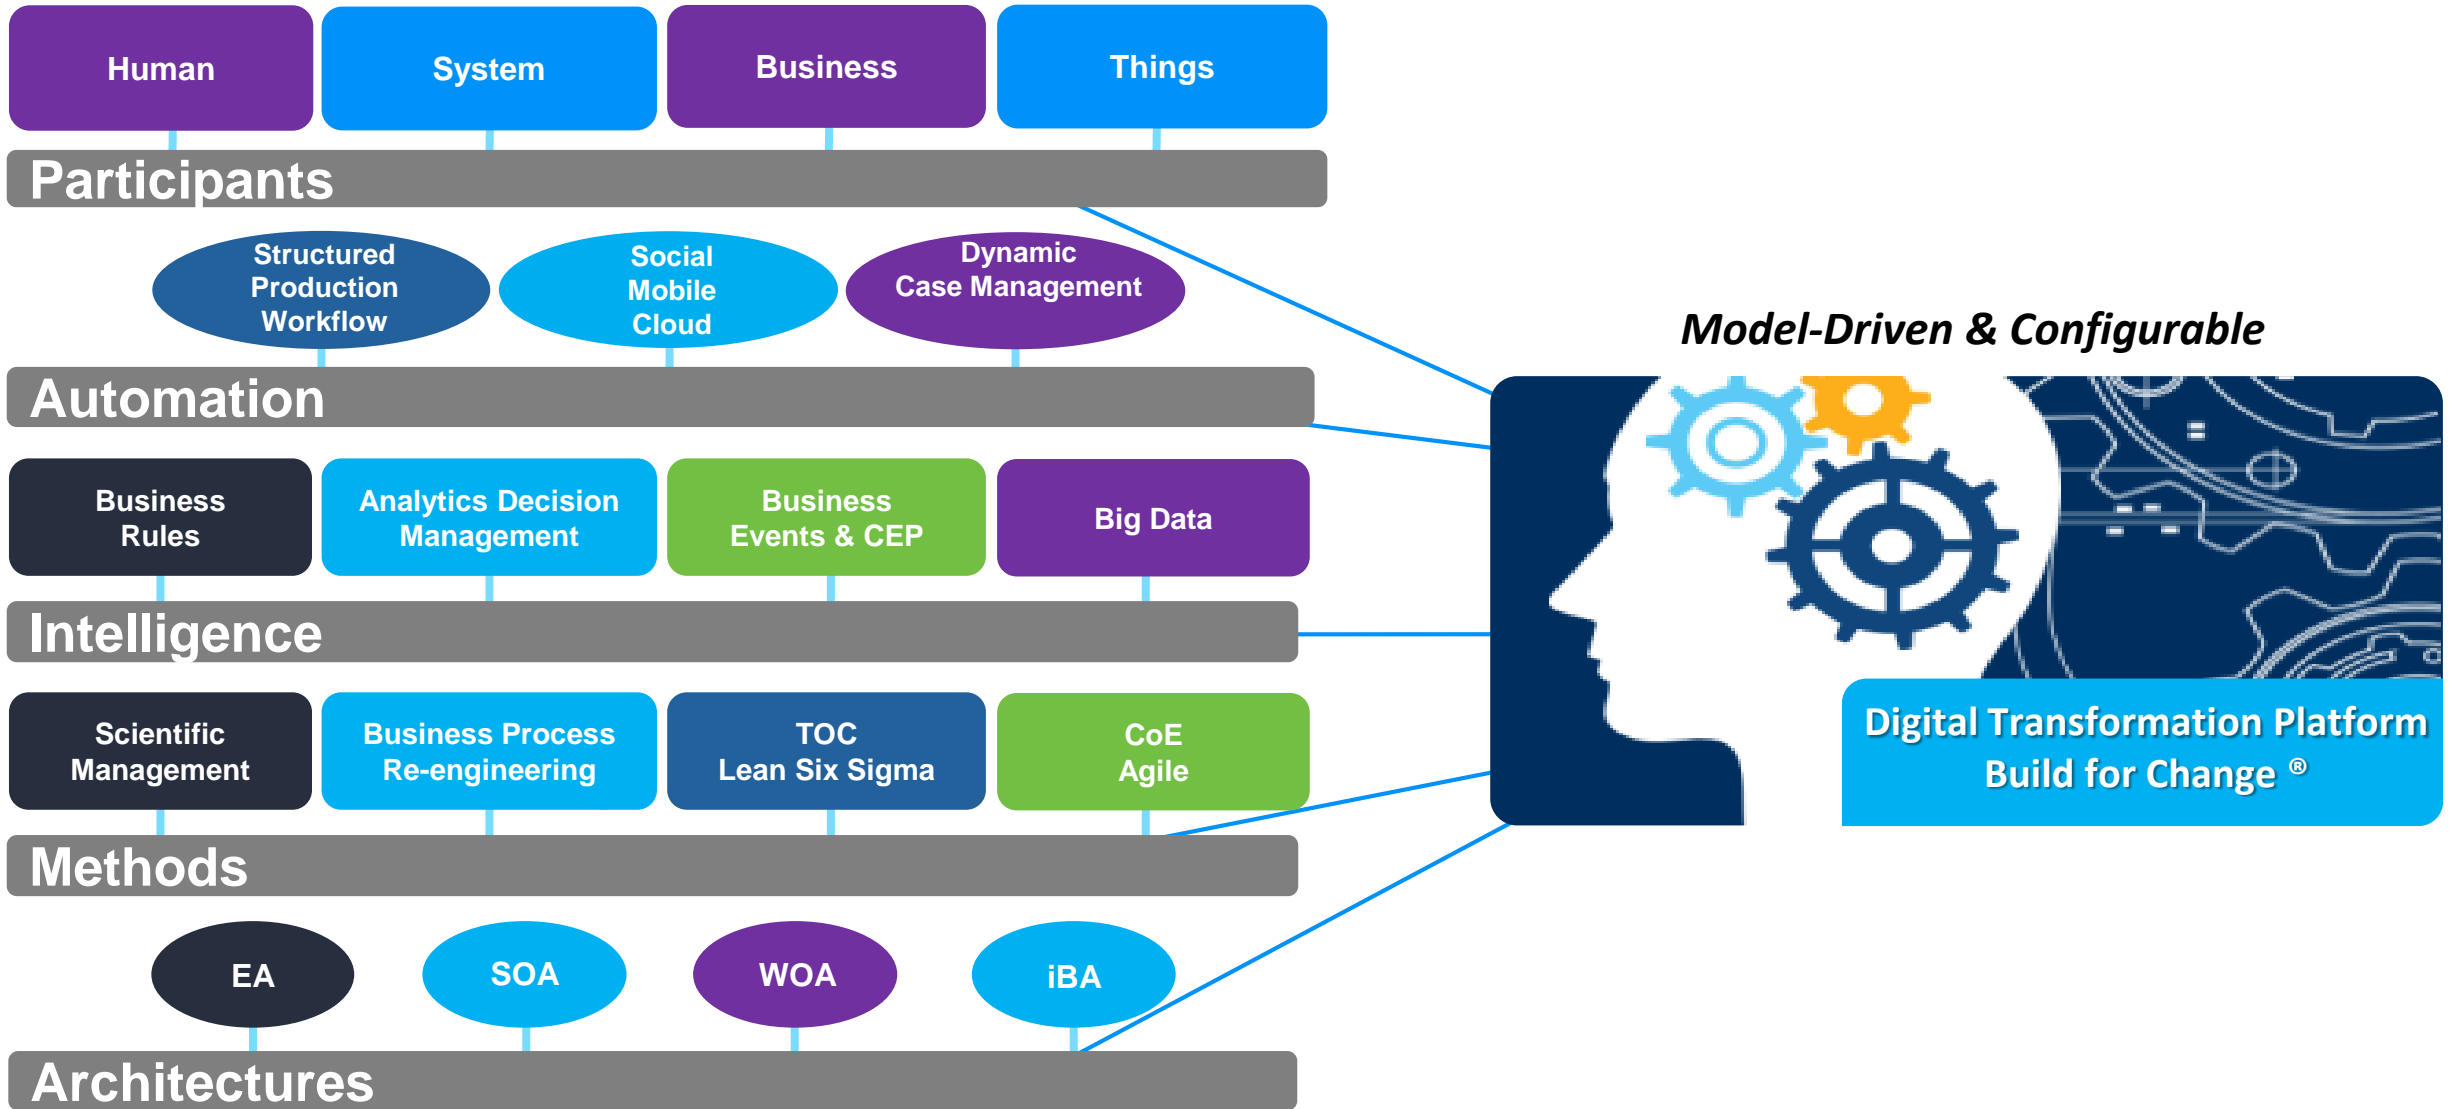 Human
System
Business
Things
Participants
Structured
Production
Workflow
Social
Mobile
Cloud
Dynamic
Case Management
Automation
Business
Rules
Analytics Decision
Management
Business
Events & CEP
Big Data
Intelligence
Scientific
Management
Business Process
Re-engineering
TOC
Lean Six Sigma
CoE
Agile
Methods
EA
SOA
WOA
iBA
Architectures
Model-Driven & Configurable
Digital Transformation Platform
Build for Change ®